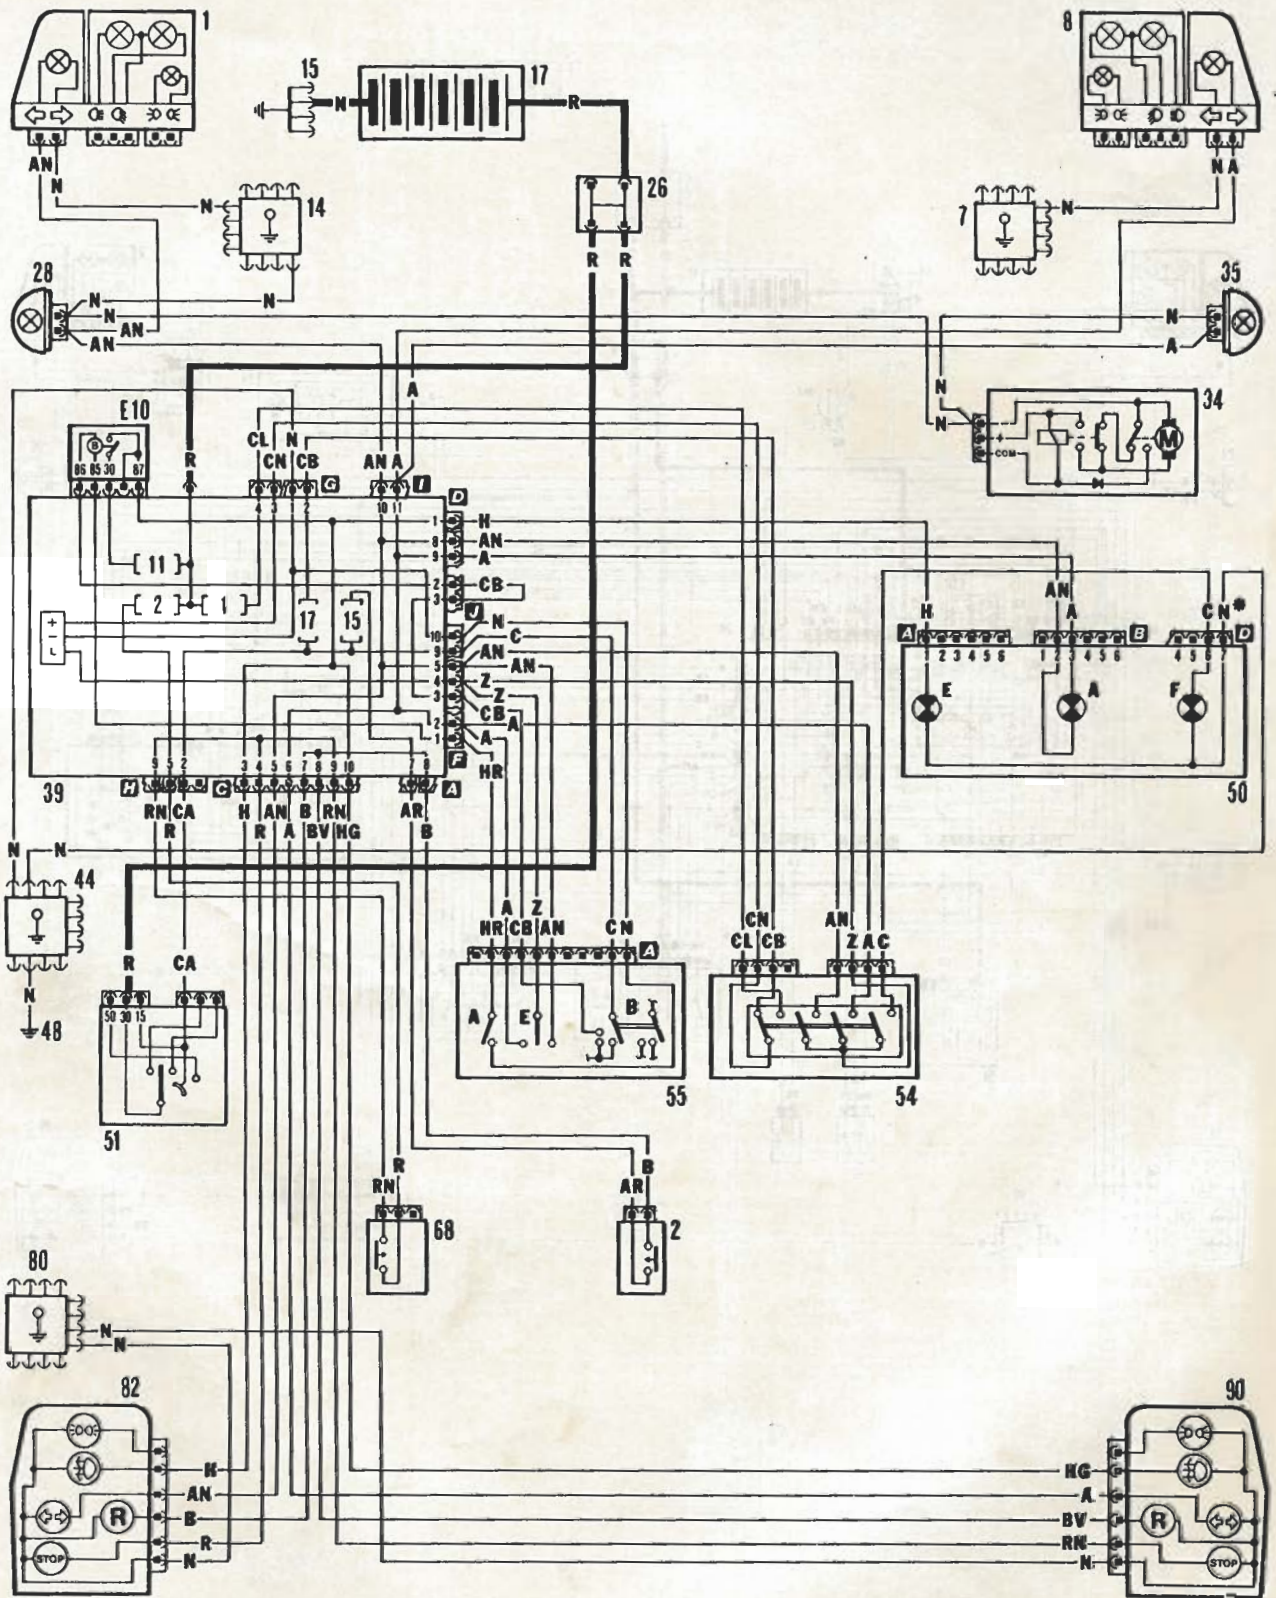 1
15
17
8
N
R
AN
N
N A
26
N
14
7
N
R R
28
35
N
N
N
AN
AN
N
A
A
N
34
E10
CL
N
N
+
COM
M
B
CN CB
AN A
R
86 85 30 87
G
I
D
4 3 1 2
10 11
1 H
8 AN
9 A
11
2 CB
3
2
1
17
15
AN
A
H
C N*
+
−
L
J
N
C
10
9 AN
5 AN
4 Z
3 Z
CB
2 A
1 A
F
HR
A
1 2 3 4 5 6
1 2 3 4 5 6
B
4 5 6 7
D
E
A
F
9 5 2
3 4 5 6 7 8 9 10
7 8
39
H
C
A
50
RN CA
R
H AN B RN
R A BV HG
AR
B
N
N
44
A Z
HR CB AN
C N
A
CN
CL CB
AN
Z A C
R
CA
N
48
50 30 15
A
E
B
51
55
54
R
RN
B
AR
68
2
80
N
N
82
90
H
HG
AN
A
R
B
BV
R
R
RN
STOP
N
N
STOP